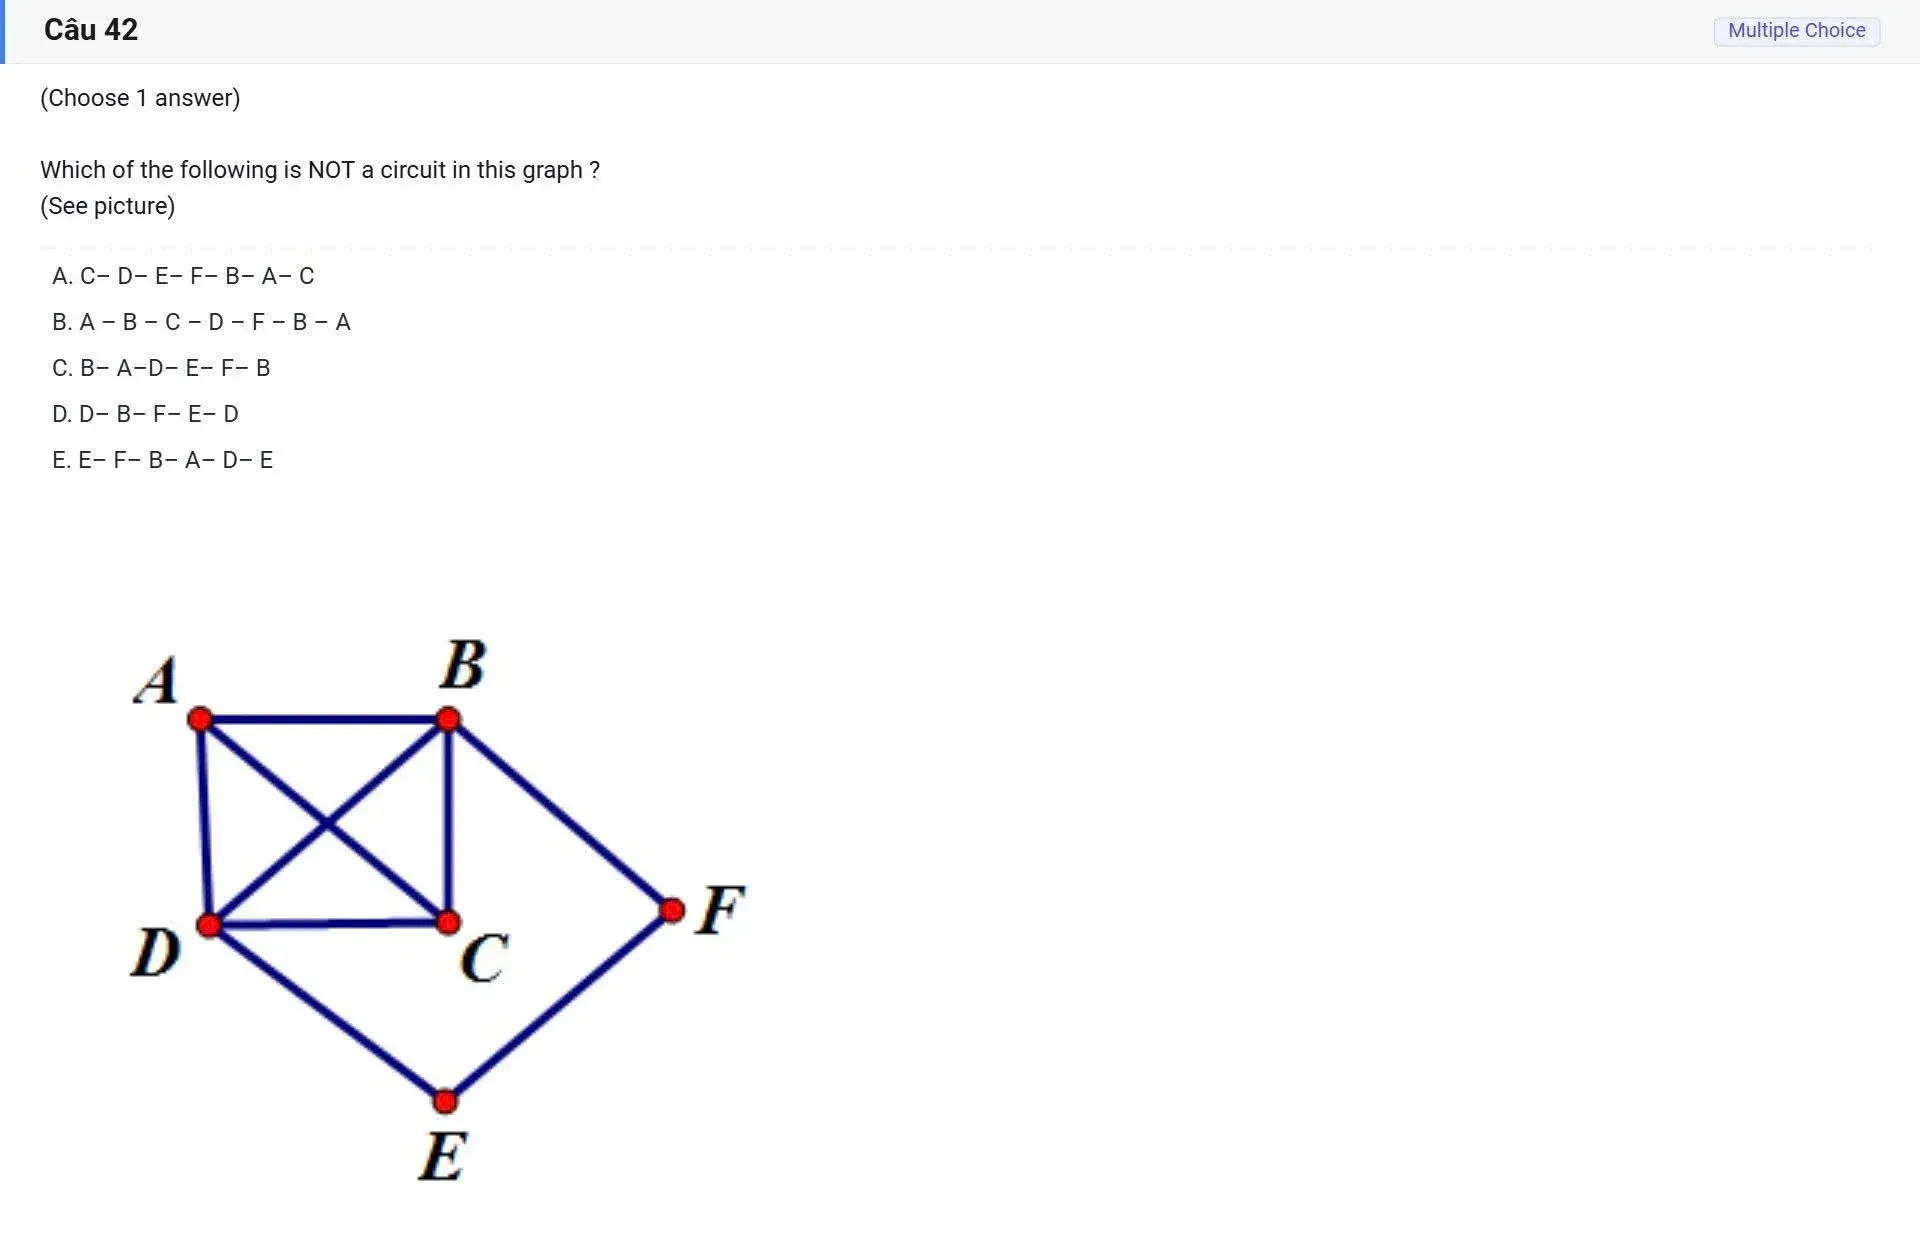 Câu 42
Multiple Choice
(Choose 1 answer)
Which of the following is NOT a circuit in this graph ?
(See picture)
A. C– D– E– F– B– A– C
B. A – B – C – D – F – B – A
C. B– A–D– E– F– B
D. D– B– F– E– D
E. E– F– B– A– D– E
A
B
F
D
C
E